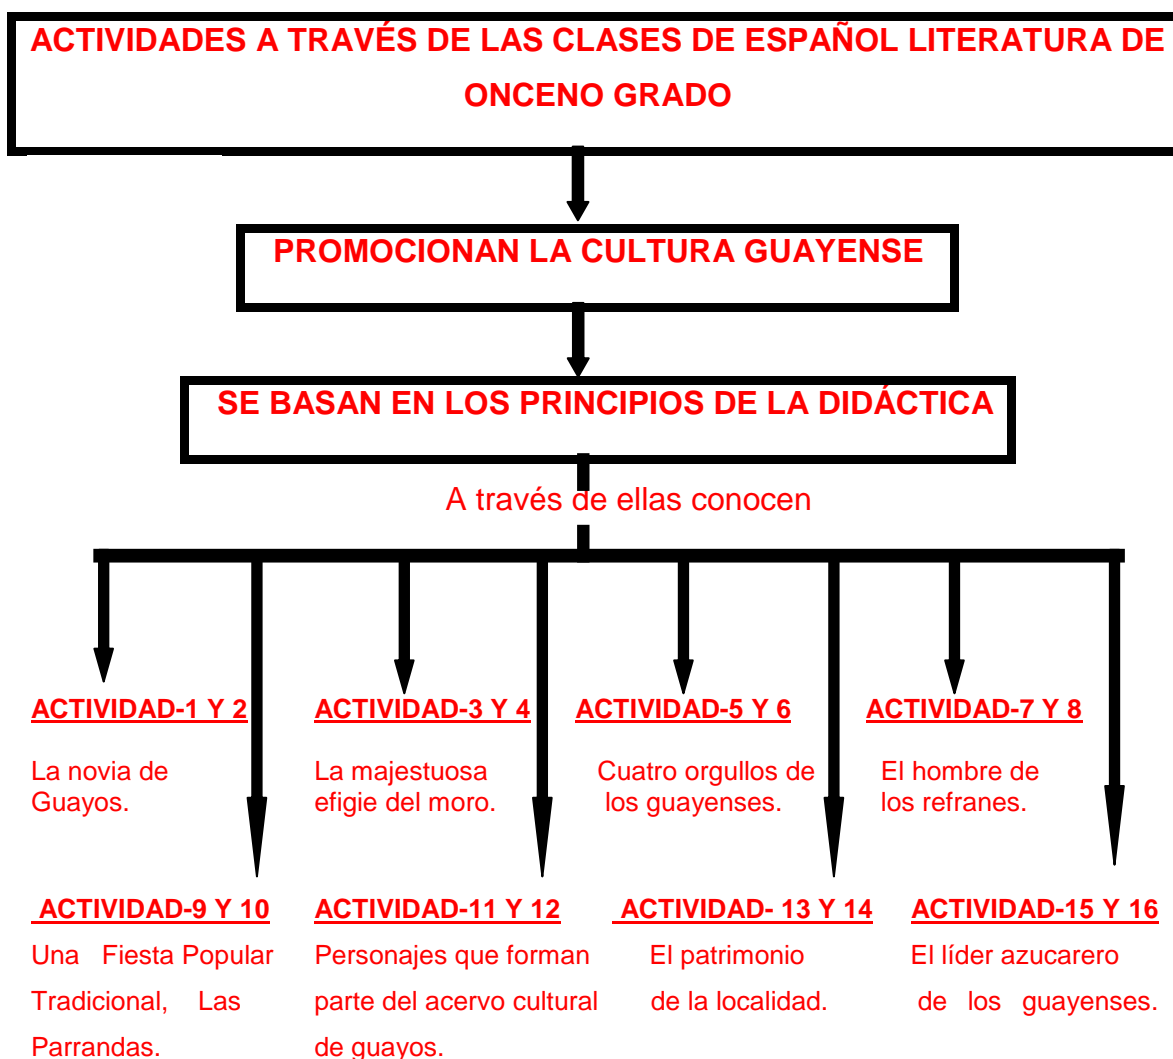 ACTIVIDADES A TRAVÉS DE LAS CLASES DE ESPAÑOL LITERATURA DE
ONCENO GRADO
PROMOCIONAN LA CULTURA GUAYENSE
SE BASAN EN LOS PRINCIPIOS DE LA DIDÁCTICA
A través de ellas conocen
ACTIVIDAD-1 Y 2
La novia de
Guayos.
ACTIVIDAD-3 Y 4
La majestuosa
efigie del moro.
ACTIVIDAD-5 Y 6
Cuatro orgullos de
los guayenses.
ACTIVIDAD-7 Y 8
El hombre de
los refranes.
ACTIVIDAD-9 Y 10
Una Fiesta Popular
Tradicional, Las
Parrandas.
ACTIVIDAD-11 Y 12
Personajes que forman
parte del acervo cultural
de guayos.
ACTIVIDAD- 13 Y 14
El patrimonio
de la localidad.
ACTIVIDAD-15 Y 16
El líder azucarero
de los guayenses.